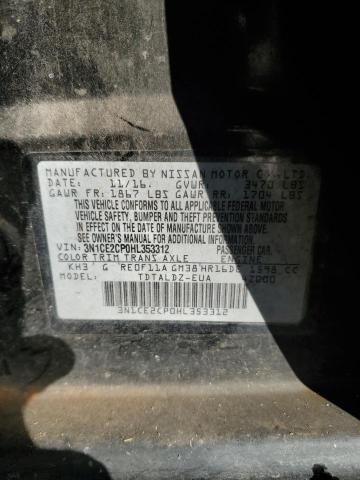 MANUFACTURED BY NISSAN MOTOR CO., LTD.
DATE: 11/16 GVWR: 3470 LBS
GAWR FR: 1867 LBS GAWR RR: 1704 LBS
THIS VEHICLE CONFORMS TO ALL APPLICABLE FEDERAL MOTOR
VEHICLE SAFETY, BUMPER AND THEFT PREVENTION STANDARDS
IN EFFECT ON THE DATE OF MANUFACTURE SHOWN ABOVE.
SEE OWNER'S MANUAL FOR ADDITIONAL INFORMATION
VIN: 3N1CE2CP0HL353312 PASSENGER CAR
COLOR TRIM TRANS AXLE ENGINE
KH3 G RE0F11A GM38 HR16DE 1598 CC
MODEL: TDTALDZ-EUA
3N1CE2CP0HL353312